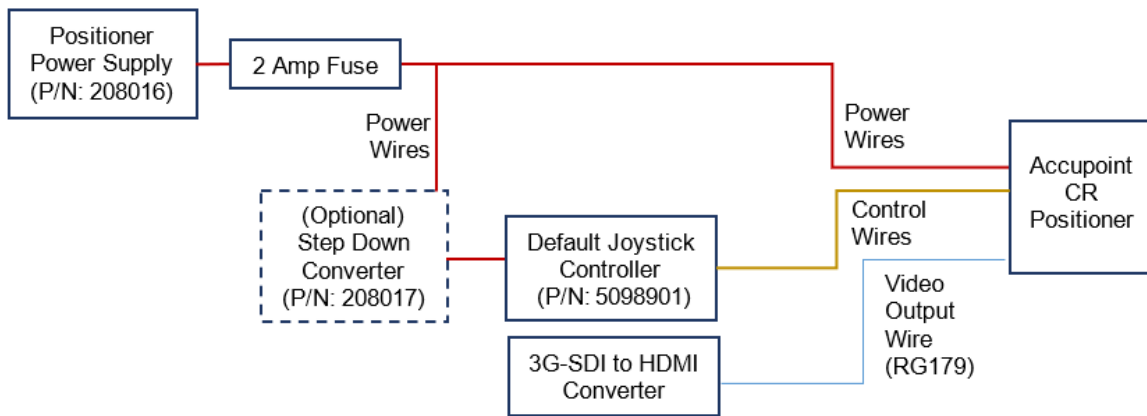 Positioner
Power Supply
(P/N: 208016)
2 Amp Fuse
Power
Wires
Power
Wires
Accupoint
CR
Positioner
(Optional)
Step Down
Converter
(P/N: 208017)
Default Joystick
Controller
(P/N: 5098901)
Control
Wires
Video
Output
Wire
(RG179)
3G-SDI to HDMI
Converter